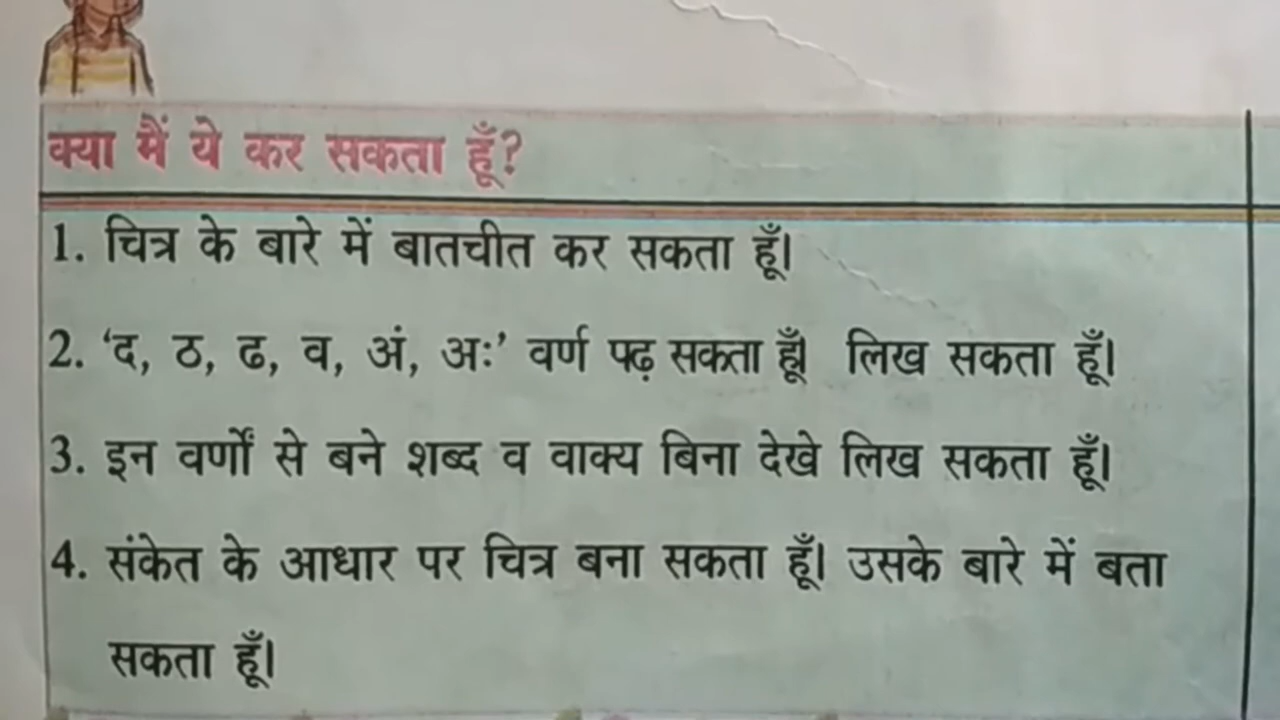 क्या मैं ये कर सकता हूँ?
1. चित्र के बारे में बातचीत कर सकता हूँ।
2. ‘द, ठ, ढ, व, अं, अः’ वर्ण पढ़ सकता हूँ। लिख सकता हूँ।
3. इन वर्णों से बने शब्द व वाक्य बिना देखे लिख सकता हूँ।
4. संकेत के आधार पर चित्र बना सकता हूँ। उसके बारे में बता
सकता हूँ।